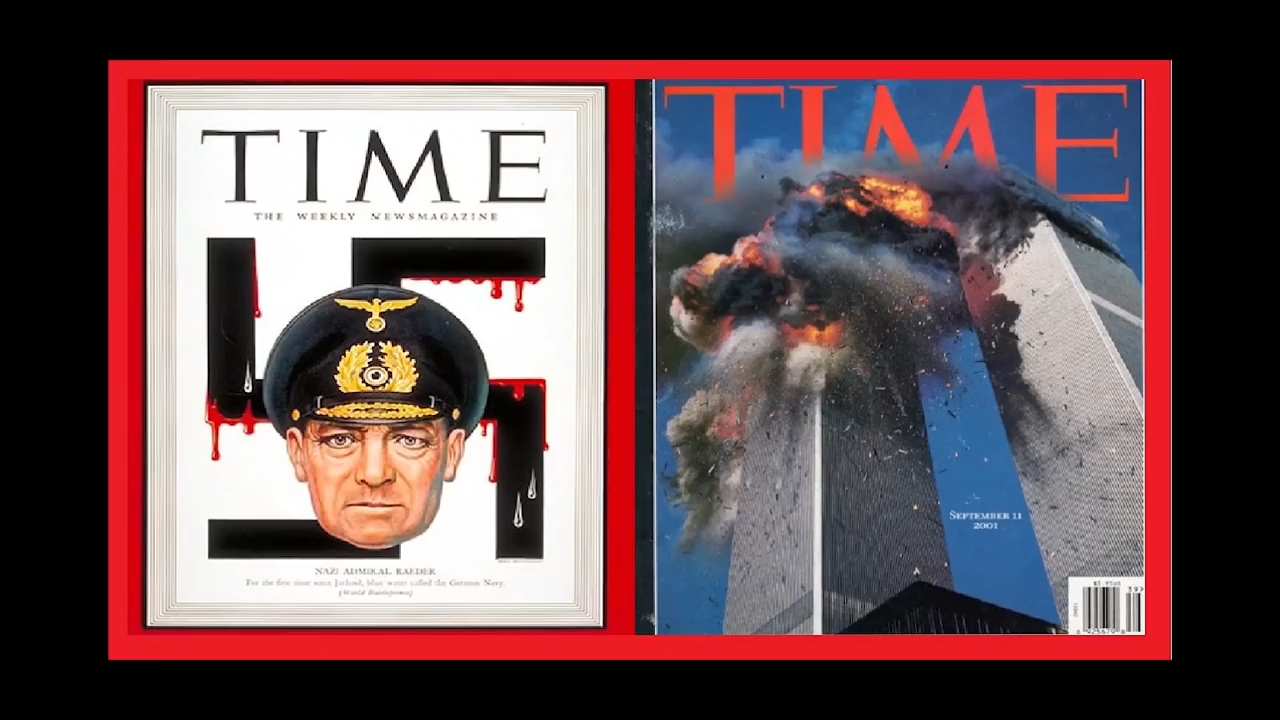 TIME
THE WEEKLY NEWSMAGAZINE
NAZI ADMIRAL RAEDER
For the first time since Jutland, blue water called the German Navy.
(World Battlefronts)
TIME
SEPTEMBER 11
2001
39>